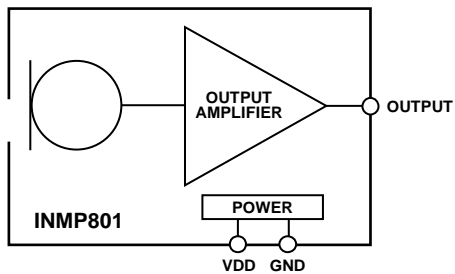 OUTPUT
AMPLIFIER
OUTPUT
INMP801
POWER
VDD GND